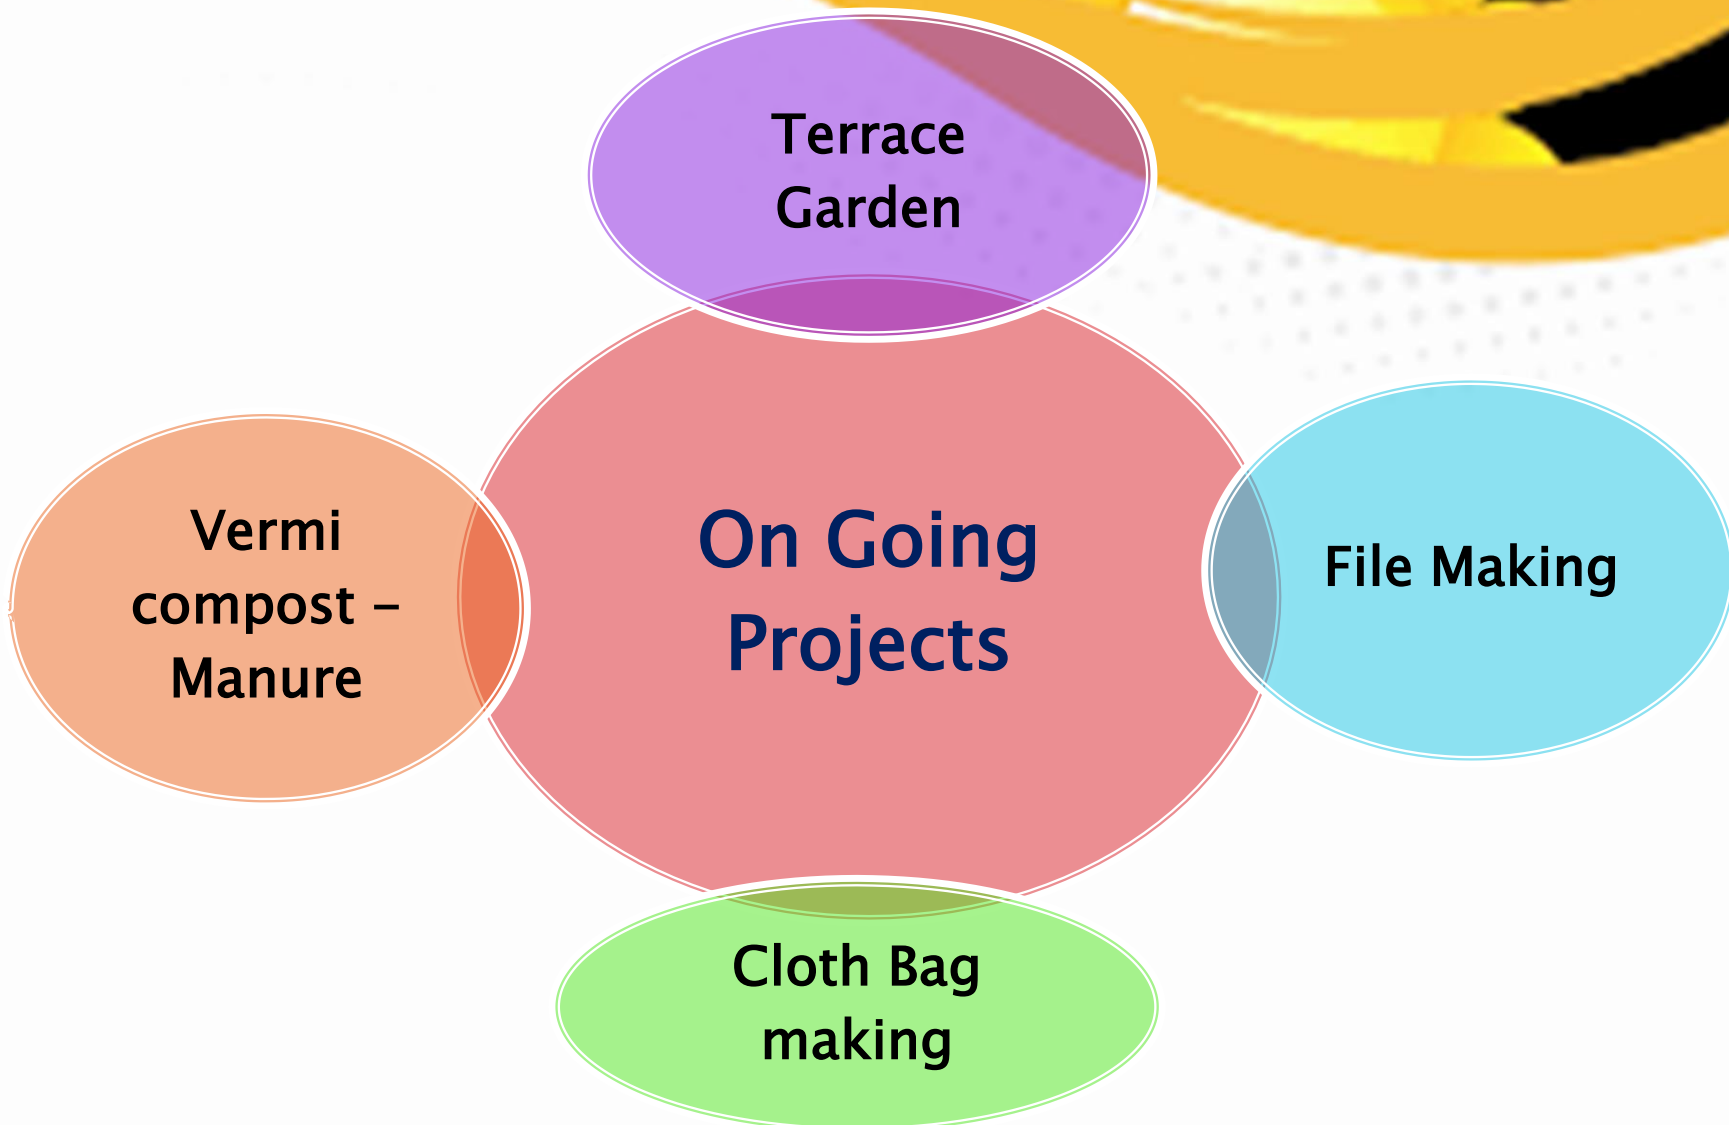 Terrace
Garden
Vermi
compost –
Manure
On Going
Projects
File Making
Cloth Bag
making